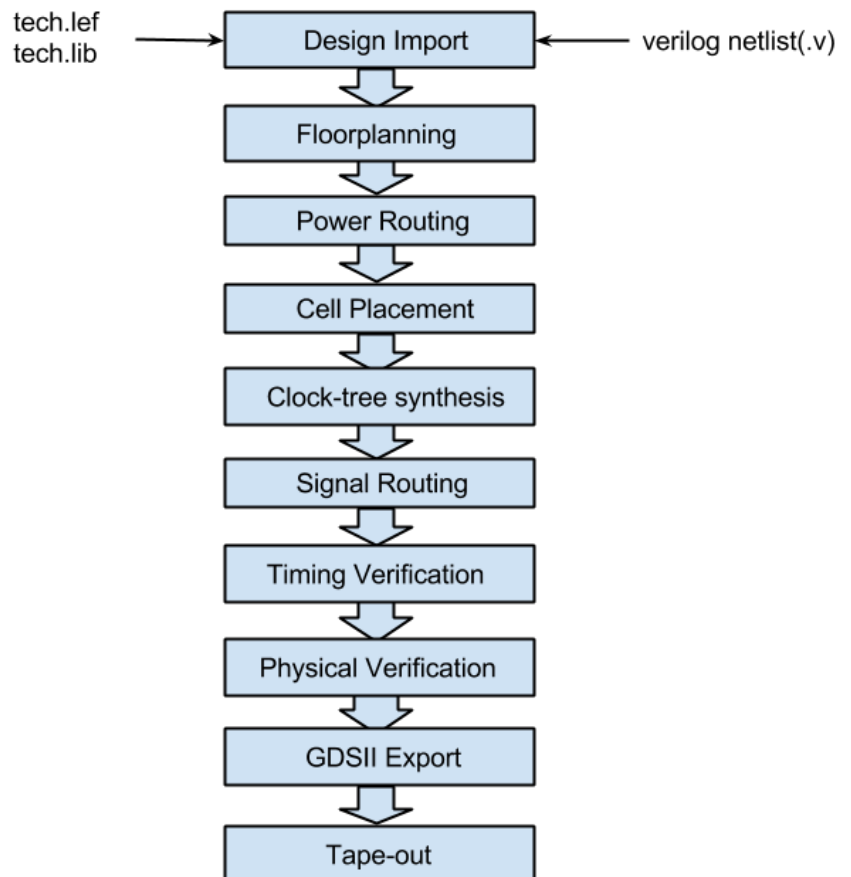 tech.lef
tech.lib
Design Import
verilog netlist(.v)
Floorplanning
Power Routing
Cell Placement
Clock-tree synthesis
Signal Routing
Timing Verification
Physical Verification
GDSII Export
Tape-out